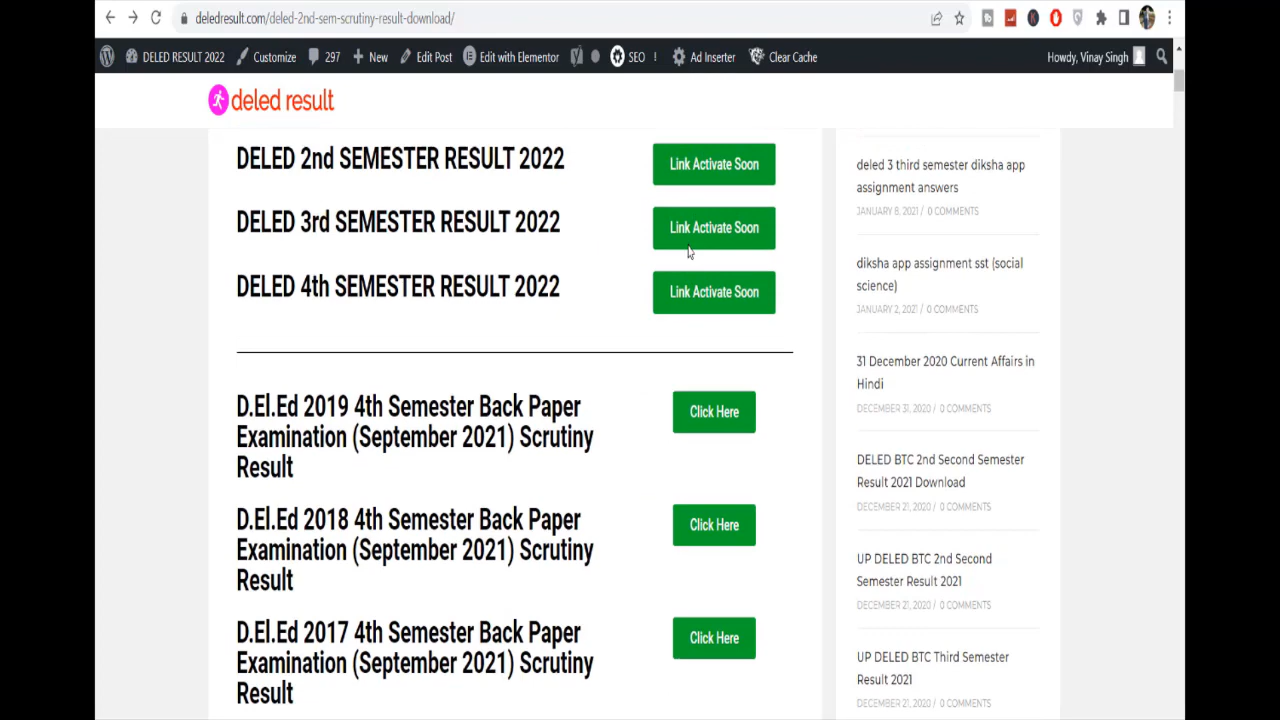 deledresult.com/deled-2nd-sem-scrutiny-result-download/
DELED RESULT 2022 Customize 297 New Edit Post Edit with Elementor SEO ! Ad Inserter Clear Cache Howdy, Vinay Singh
deled result
DELED 2nd SEMESTER RESULT 2022
Link Activate Soon
DELED 3rd SEMESTER RESULT 2022
Link Activate Soon
DELED 4th SEMESTER RESULT 2022
Link Activate Soon
D.El.Ed 2019 4th Semester Back Paper
Examination (September 2021) Scrutiny
Result
Click Here
D.El.Ed 2018 4th Semester Back Paper
Examination (September 2021) Scrutiny
Result
Click Here
D.El.Ed 2017 4th Semester Back Paper
Examination (September 2021) Scrutiny
Result
Click Here
deled 3 third semester diksha app
assignment answers
JANUARY 8, 2021 / 0 COMMENTS
diksha app assignment sst (social
science)
JANUARY 2, 2021 / 0 COMMENTS
31 December 2020 Current Affairs in
Hindi
DECEMBER 31, 2020 / 0 COMMENTS
DELED BTC 2nd Second Semester
Result 2021 Download
DECEMBER 21, 2020 / 0 COMMENTS
UP DELED BTC 2nd Second
Semester Result 2021
DECEMBER 21, 2020 / 0 COMMENTS
UP DELED BTC Third Semester
Result 2021
DECEMBER 21, 2020 / 0 COMMENTS